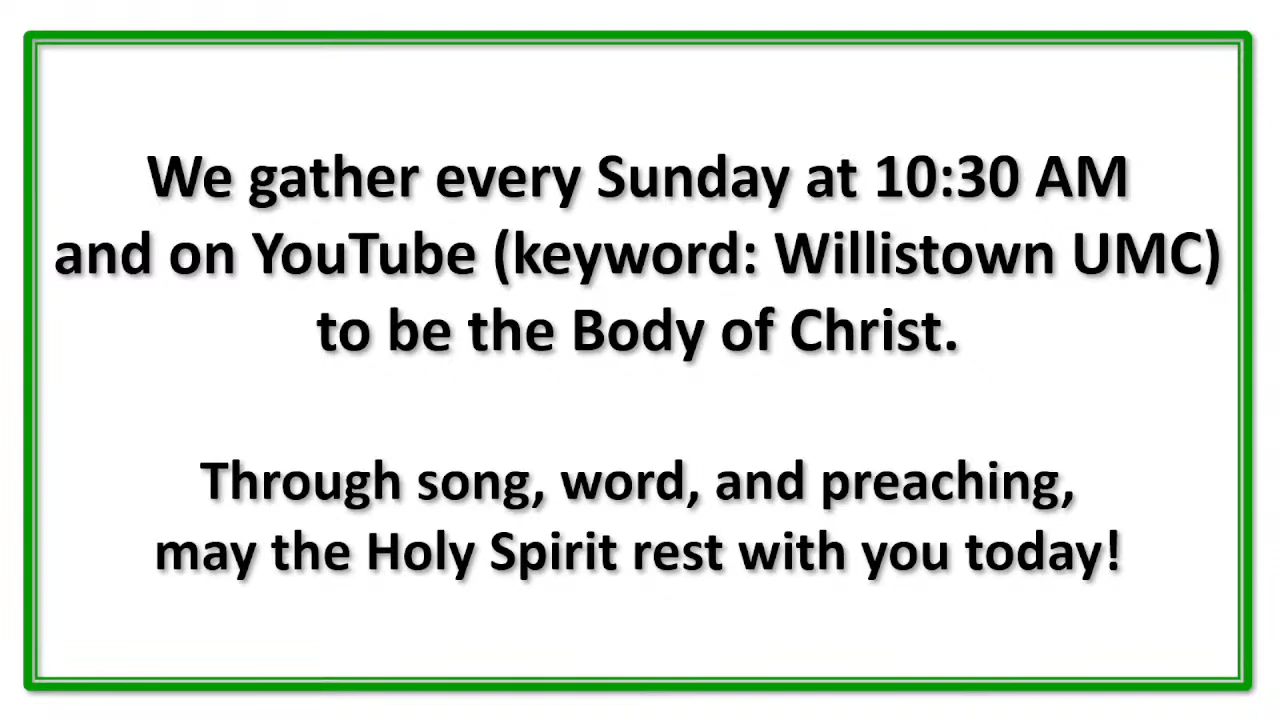 We gather every Sunday at 10:30 AM
and on YouTube (keyword: Willistown UMC)
to be the Body of Christ.
Through song, word, and preaching,
may the Holy Spirit rest with you today!